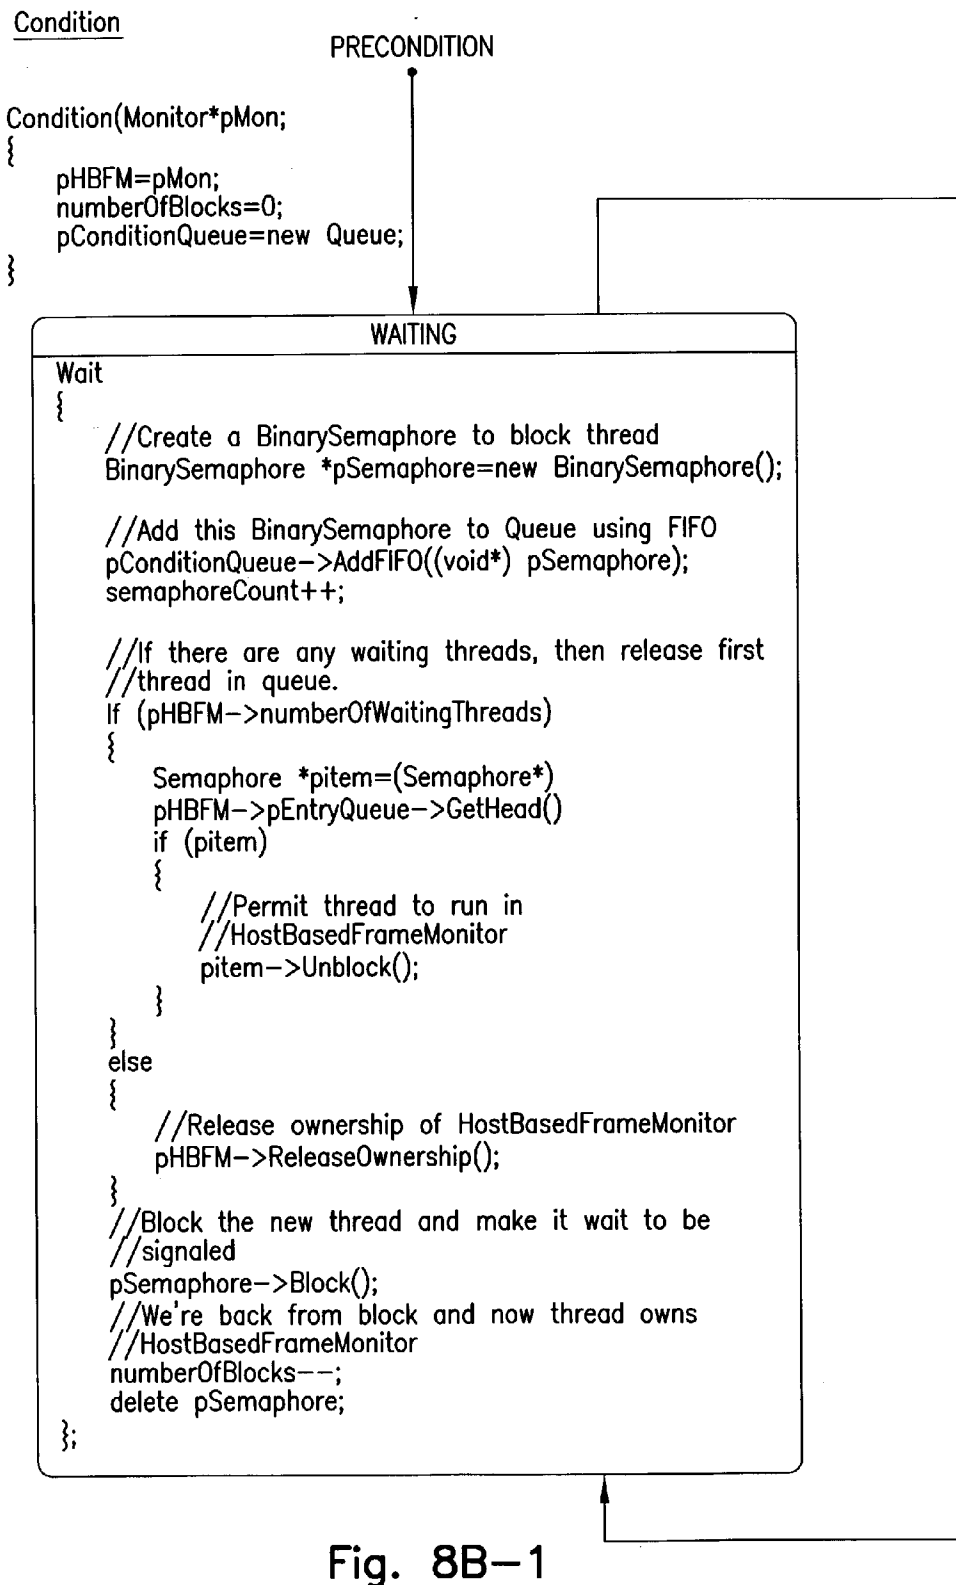 Condition
PRECONDITION
Condition(Monitor*pMon;
{
pHBFM=pMon;
numberOfBlocks=0;
pConditionQueue=new Queue;
}
WAITING
Wait
{
//Create a BinarySemaphore to block thread
BinarySemaphore *pSemaphore=new BinarySemaphore();
//Add this BinarySemaphore to Queue using FIFO
pConditionQueue->AddFIFO((void*) pSemaphore);
semaphoreCount++;
//If there are any waiting threads, then release first
//thread in queue.
If (pHBFM->numberOfWaitingThreads)
{
Semaphore *pitem=(Semaphore*)
pHBFM->pEntryQueue->GetHead()
if (pitem)
{
//Permit thread to run in
//HostBasedFrameMonitor
pitem->Unblock();
}
}
else
{
//Release ownership of HostBasedFrameMonitor
pHBFM->ReleaseOwnership();
}
//Block the new thread and make it wait to be
//signaled
pSemaphore->Block();
//We're back from block and now thread owns
//HostBasedFrameMonitor
numberOfBlocks--;
delete pSemaphore;
};
Fig. 8B-1